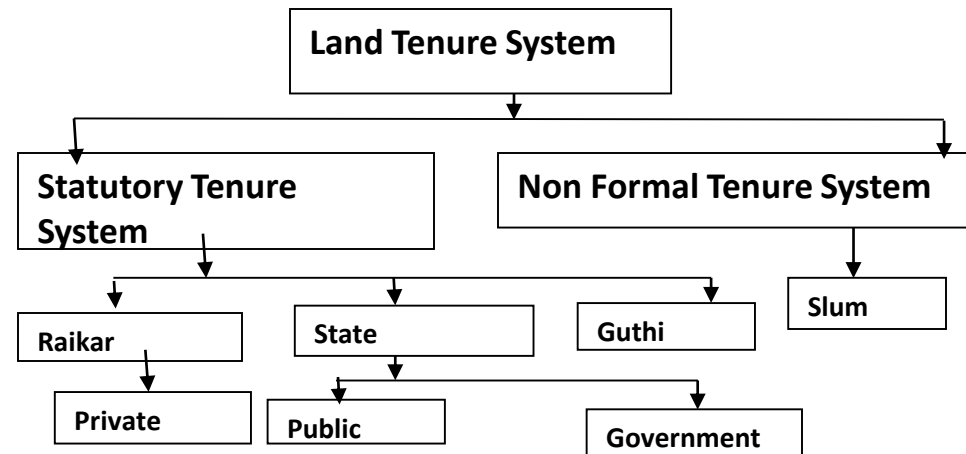 Land Tenure System
Statutory Tenure
System
Non Formal Tenure System
Raikar
State
Guthi
Slum
Private
Public
Government